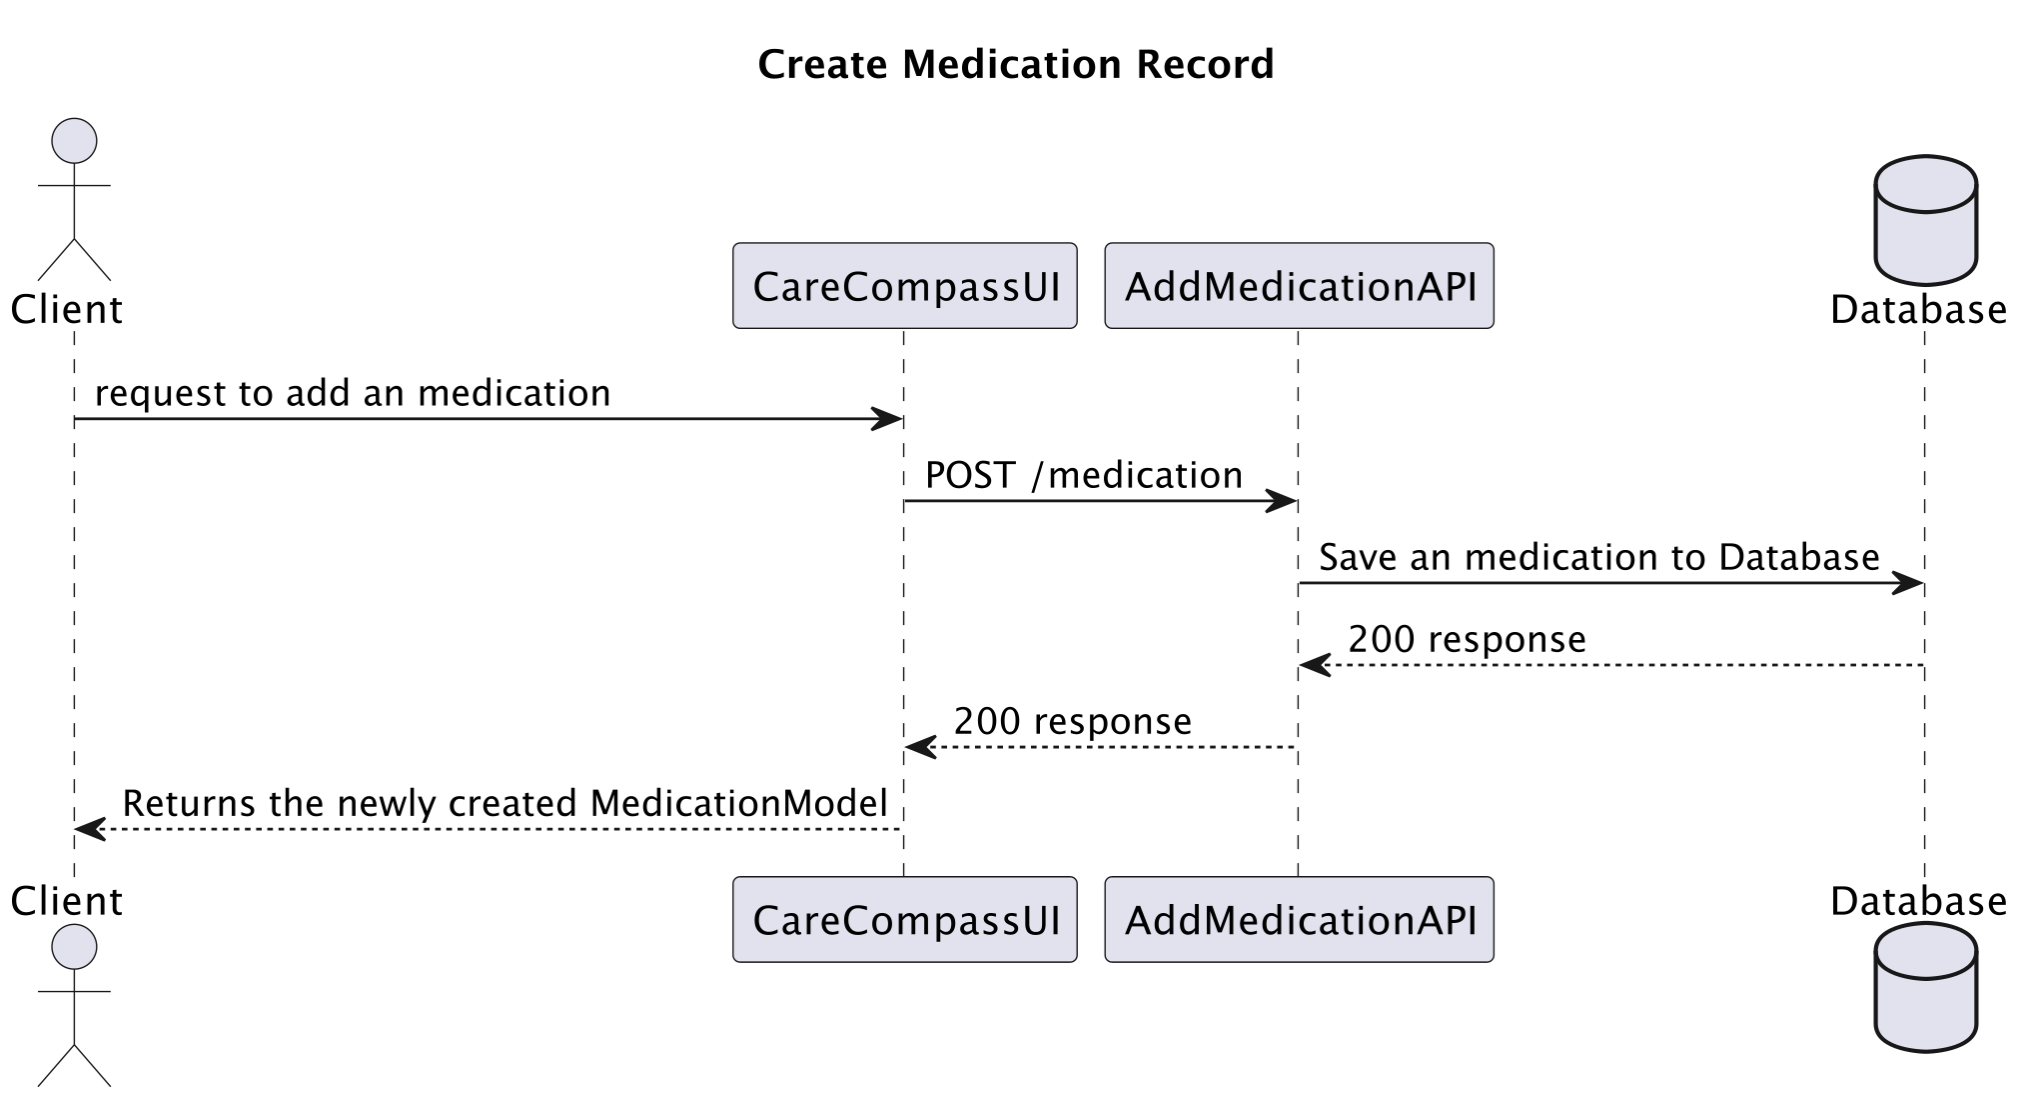 Create Medication Record
Client
CareCompassUI
AddMedicationAPI
Database
request to add an medication
POST /medication
Save an medication to Database
200 response
200 response
Returns the newly created MedicationModel
Client
CareCompassUI
AddMedicationAPI
Database